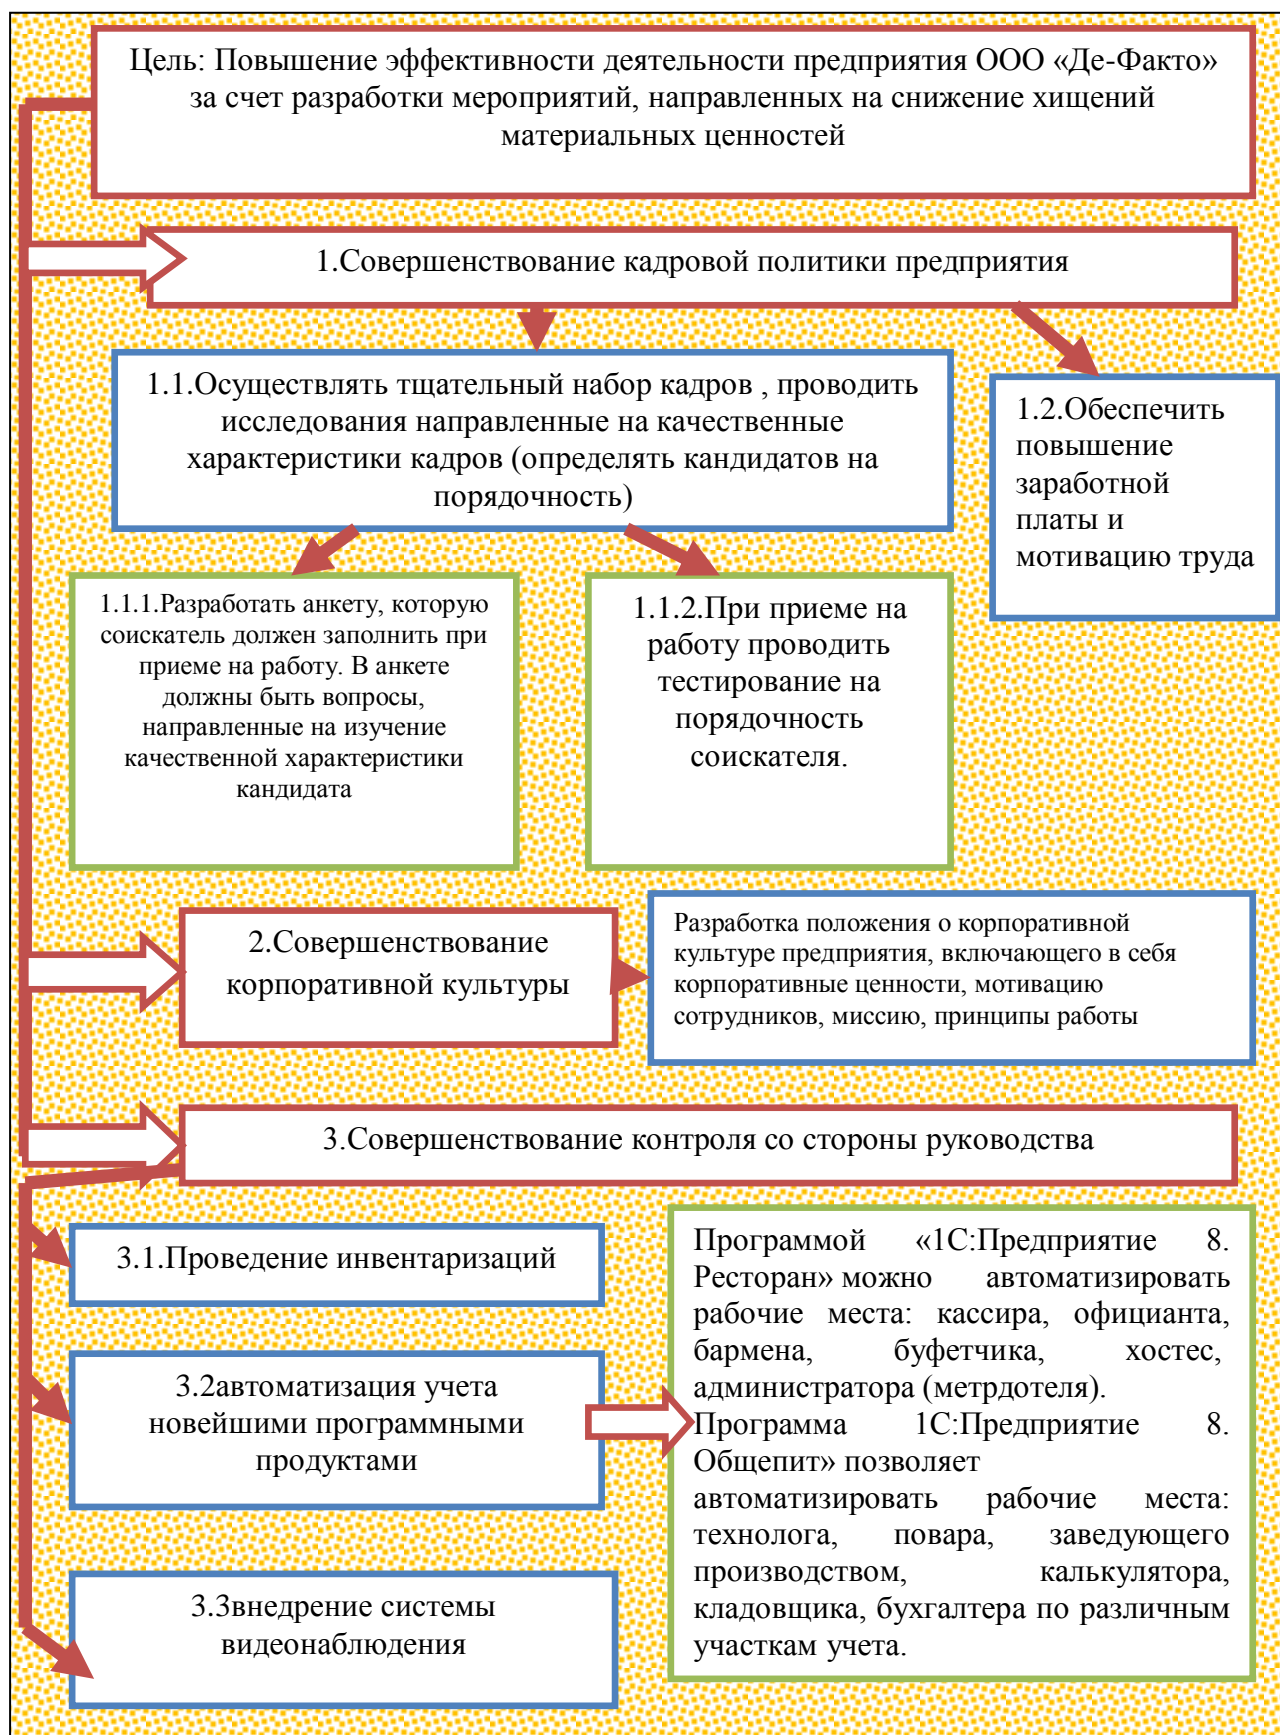 Цель: Повышение эффективности деятельности предприятия ООО «Де-Факто»
за счет разработки мероприятий, направленных на снижение хищений
материальных ценностей
1.Совершенствование кадровой политики предприятия
1.1.Осуществлять тщательный набор кадров , проводить
исследования направленные на качественные
характеристики кадров (определять кандидатов на
порядочность)
1.2.Обеспечить
повышение
заработной
платы и
мотивацию труда
1.1.1.Разработать анкету, которую
соискатель должен заполнить при
приеме на работу. В анкете
должны быть вопросы,
направленные на изучение
качественной характеристики
кандидата
1.1.2.При приеме на
работу проводить
тестирование на
порядочность
соискателя.
2.Совершенствование
корпоративной культуры
Разработка положения о корпоративной
культуре предприятия, включающего в себя
корпоративные ценности, мотивацию
сотрудников, миссию, принципы работы
3.Совершенствование контроля со стороны руководства
3.1.Проведение инвентаризаций
3.2автоматизация учета
новейшими программными
продуктами
3.3внедрение системы
видеонаблюдения
Программой «1С:Предприятие 8.
Ресторан» можно автоматизировать
рабочие места: кассира, официанта,
бармена, буфетчика, хостес,
администратора (метрдотеля).
Программа 1С:Предприятие 8.
Общепит» позволяет
автоматизировать рабочие места:
технолога, повара, заведующего
производством, калькулятора,
кладовщика, бухгалтера по различным
участкам учета.